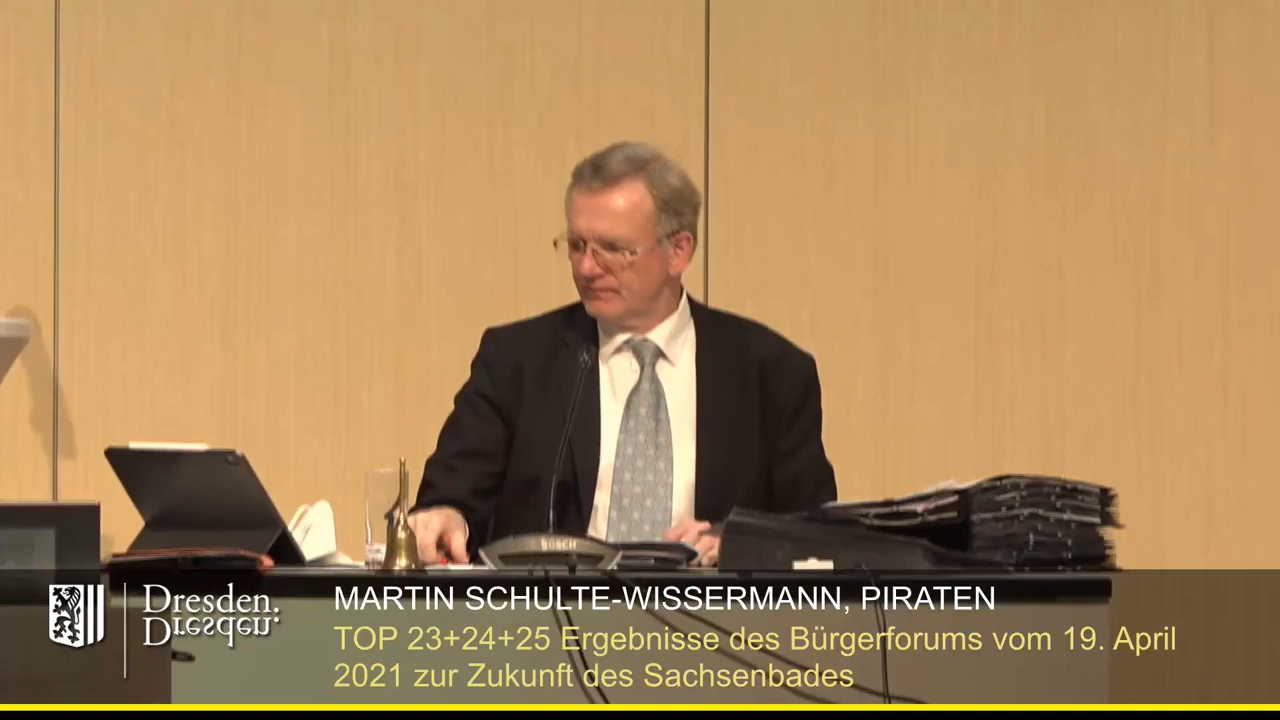 BOSCH
Dresden.
Dresden.
MARTIN SCHULTE-WISSERMANN, PIRATEN
TOP 23+24+25 Ergebnisse des Bürgerforums vom 19. April
2021 zur Zukunft des Sachsenbades